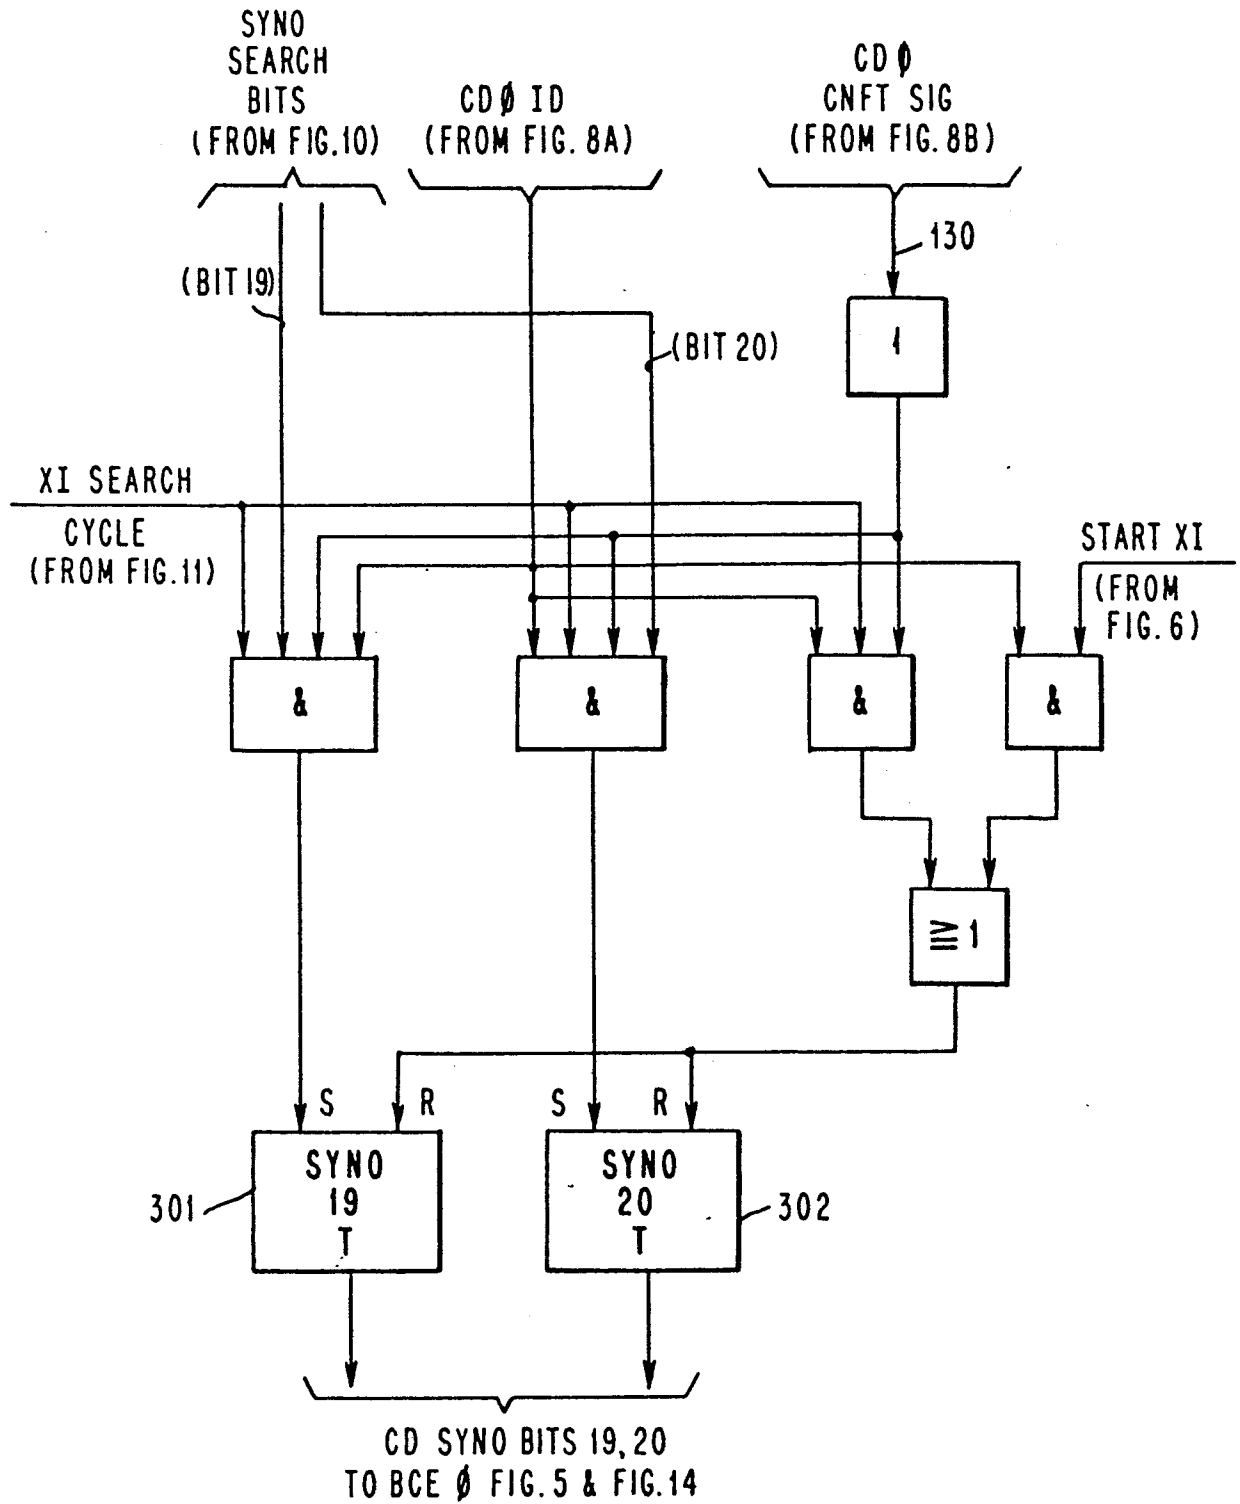 SYNO
SEARCH
BITS
(FROM FIG.10)
CDØ ID
(FROM FIG. 8A)
CDØ
CNFT SIG
(FROM FIG. 8B)
130
(BIT 19)
(BIT 20)
1
XI SEARCH
CYCLE
(FROM FIG.11)
START XI
(FROM
FIG. 6)
&
&
&
&
≧ 1
S
R
S
R
SYNO
19
T
SYNO
20
T
301
302
CD SYNO BITS 19,20
TO BCE Ø FIG. 5 & FIG. 14